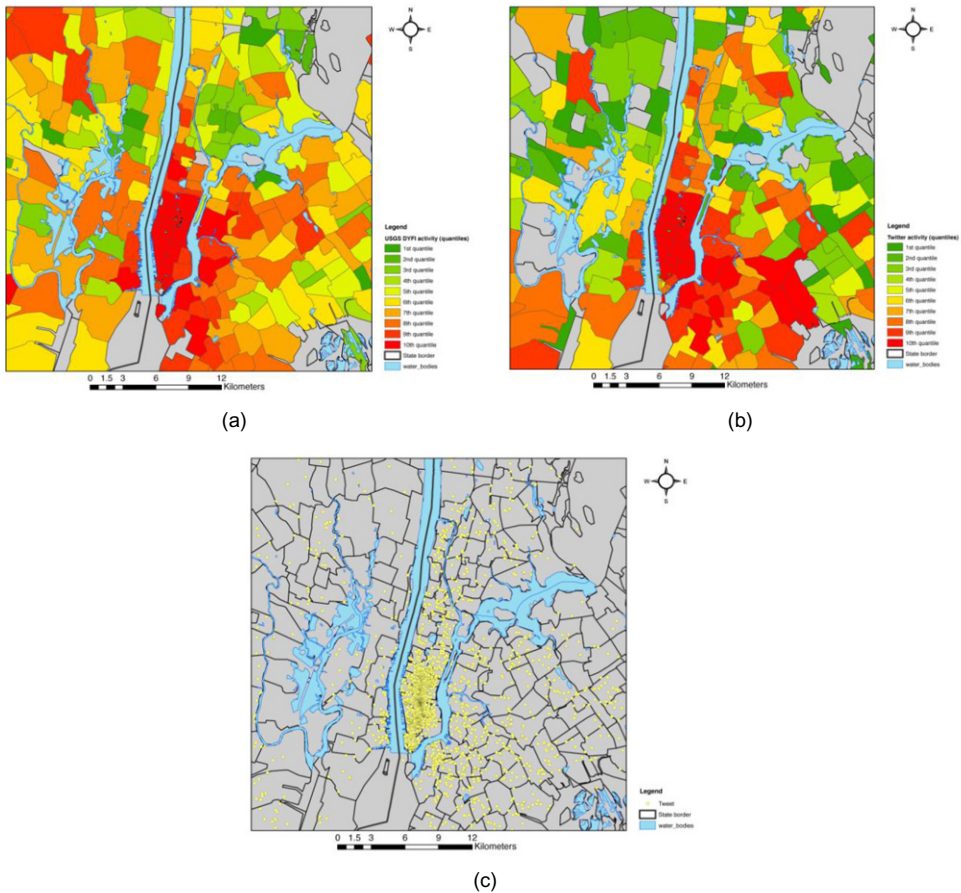 N
W E
S
Legend
USGS DYFI activity (quantiles)
1st quantile
2nd quantile
3rd quantile
4th quantile
5th quantile
6th quantile
7th quantile
8th quantile
9th quantile
10th quantile
State border
water_bodies
0 1.5 3 6 9 12
Kilometers
(a)
N
W E
S
Legend
Twitter activity (quantiles)
1st quantile
2nd quantile
3rd quantile
4th quantile
5th quantile
6th quantile
7th quantile
8th quantile
9th quantile
10th quantile
State border
water_bodies
0 1.5 3 6 9 12
Kilometers
(b)
N
W E
S
Legend
Tweet
State border
water_bodies
0 1.5 3 6 9 12
Kilometers
(c)